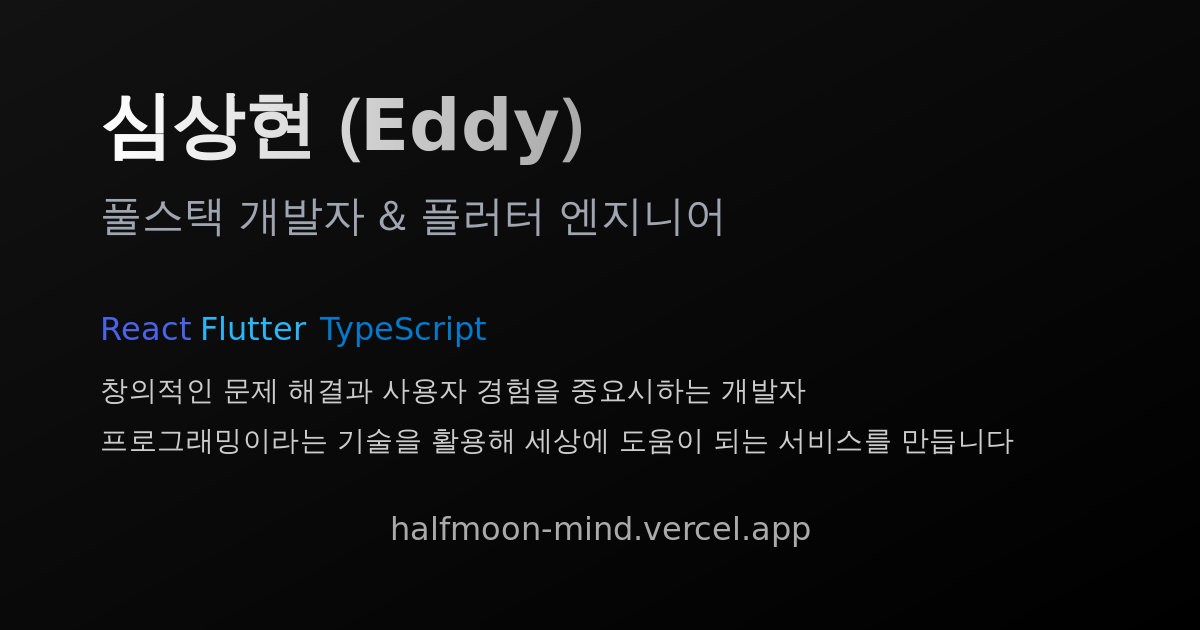 심상현 (Eddy)
풀스택 개발자 & 플러터 엔지니어
React Flutter TypeScript
창의적인 문제 해결과 사용자 경험을 중요시하는 개발자
프로그래밍이라는 기술을 활용해 세상에 도움이 되는 서비스를 만듭니다
halfmoon-mind.vercel.app